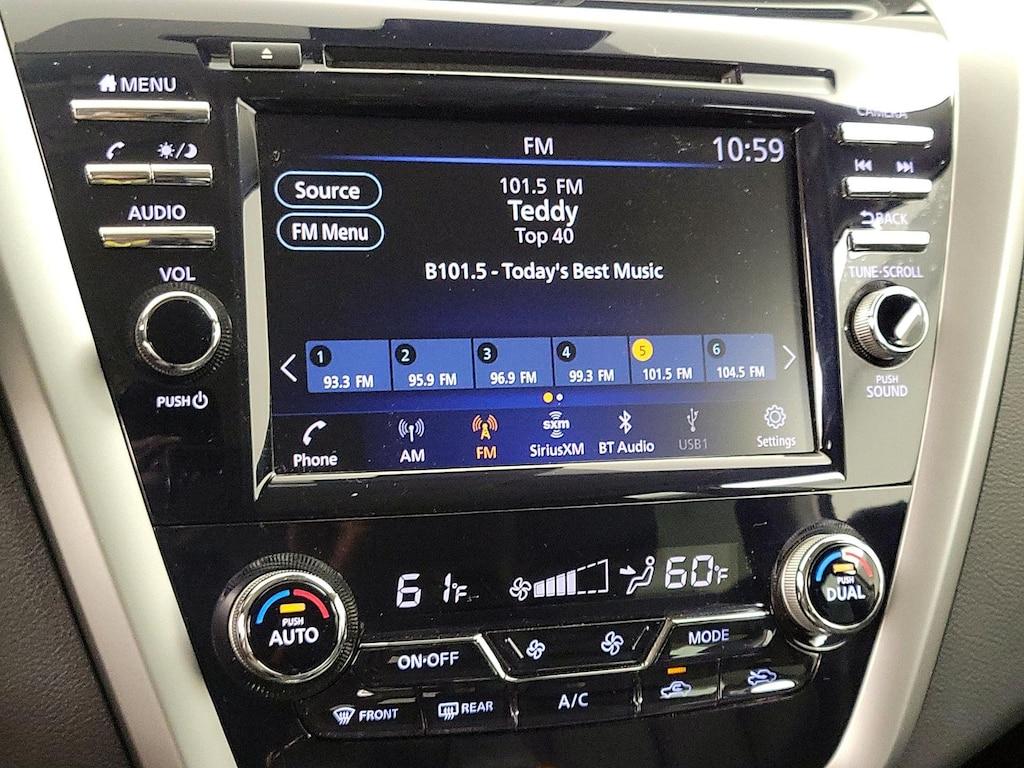 MENU
CAMERA
FM
10:59
Source
101.5 FM
Teddy
FM Menu
Top 40
AUDIO
BACK
B101.5 - Today's Best Music
VOL
TUNE·SCROLL
1
2
3
4
5
6
93.3 FM
95.9 FM
96.9 FM
99.3 FM
101.5 FM
104.5 FM
PUSH
PUSH
SOUND
Phone
AM
FM
sxm
SiriusXM
BT Audio
USB1
Settings
61°F
60°F
PUSH
AUTO
PUSH
DUAL
ON·OFF
MODE
FRONT
REAR
A/C